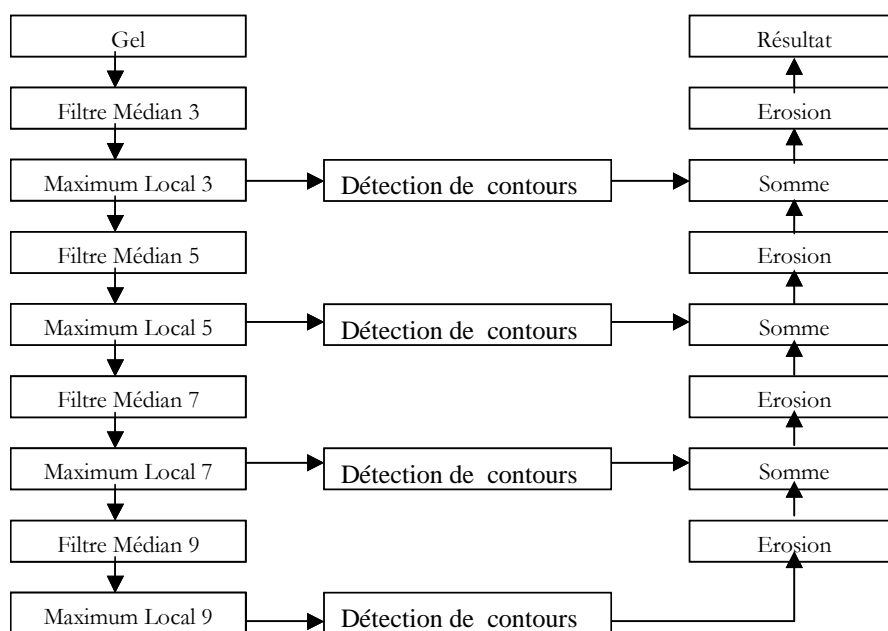 Gel
Résultat
Filtre Médian 3
Erosion
Maximum Local 3
Détection de contours
Somme
Filtre Médian 5
Erosion
Maximum Local 5
Détection de contours
Somme
Filtre Médian 7
Erosion
Maximum Local 7
Détection de contours
Somme
Filtre Médian 9
Erosion
Maximum Local 9
Détection de contours